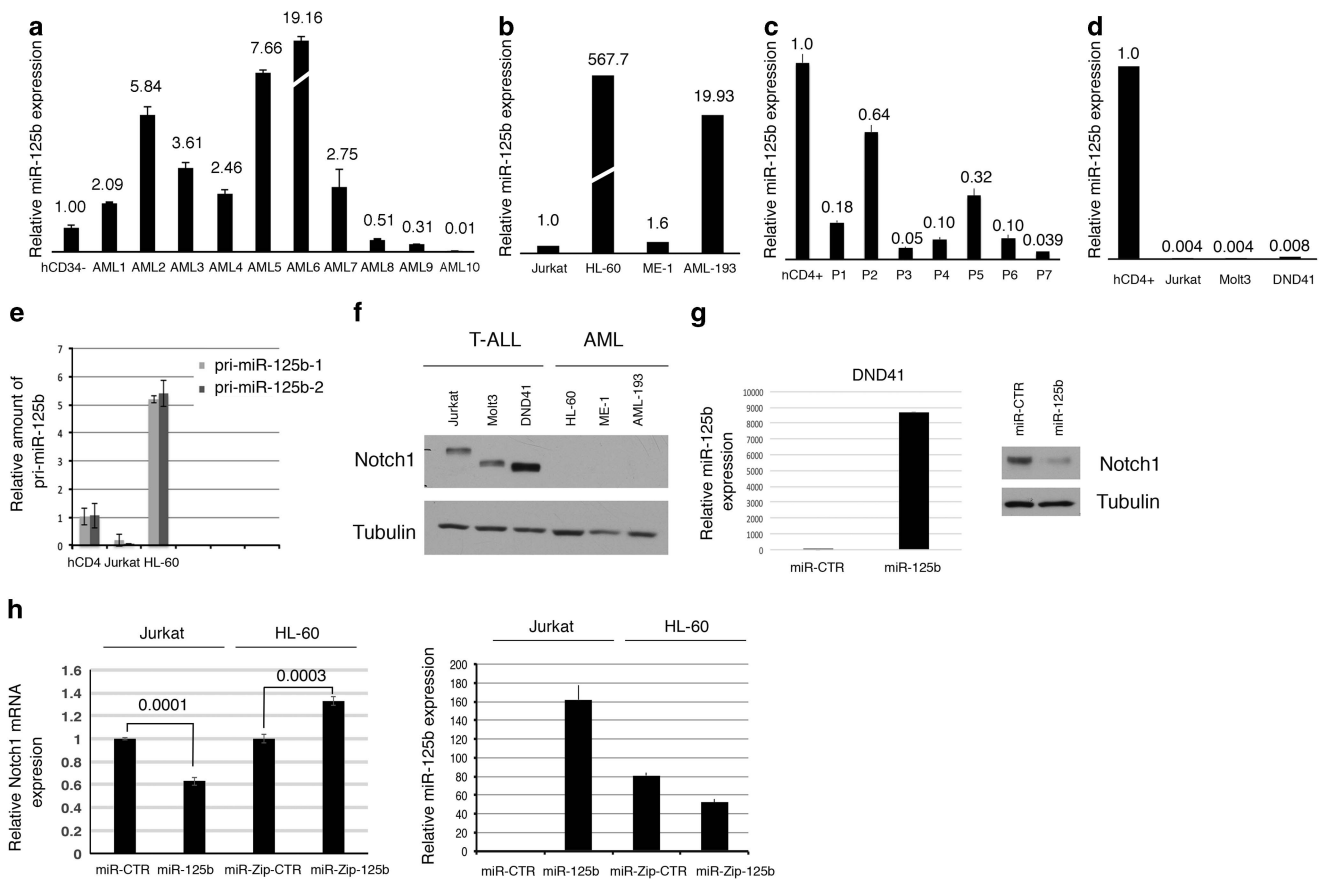 a
Relative miR-125b expression
1.00
2.09
5.84
3.61
2.46
7.66
19.16
2.75
0.51
0.31
0.01
hCD34- AML1 AML2 AML3 AML4 AML5 AML6 AML7 AML8 AML9 AML10
b
Relative miR-125b expression
1.0
567.7
1.6
19.93
Jurkat HL-60 ME-1 AML-193
c
Relative miR-125b expression
1.0
0.18
0.64
0.05
0.10
0.32
0.10
0.039
nCD4+ P1 P2 P3 P4 P5 P6 P7
d
Relative miR-125b expression
1.0
0.004
0.004
0.008
hCD4+ Jurkat Molt3 DND41
e
Relative amount of
pri-miR-125b
7
6
5
4
3
2
1
0
pri-miR-125b-1
pri-miR-125b-2
hCD4 Jurkat HL-60
f
T-ALL AML
Jurkat
Molt3
DND41
HL-60
ME-1
AML-193
Notch1
Tubulin
g
DND41
Relative miR-125b
expression
10000
9000
8000
7000
6000
5000
4000
3000
2000
1000
0
miR-CTR miR-125b
miR-CTR
miR-125b
Notch1
Tubulin
h
Jurkat HL-60
Relative Notch1 mRNA
expresion
1.6
1.4
1.2
1
0.8
0.6
0.4
0.2
0
0.0001
0.0003
miR-CTR miR-125b miR-Zip-CTR miR-Zip-125b
Jurkat HL-60
Relative miR-125b expression
200
180
160
140
120
100
80
60
40
20
0
miR-CTR miR-125b miR-Zip-CTR miR-Zip-125b